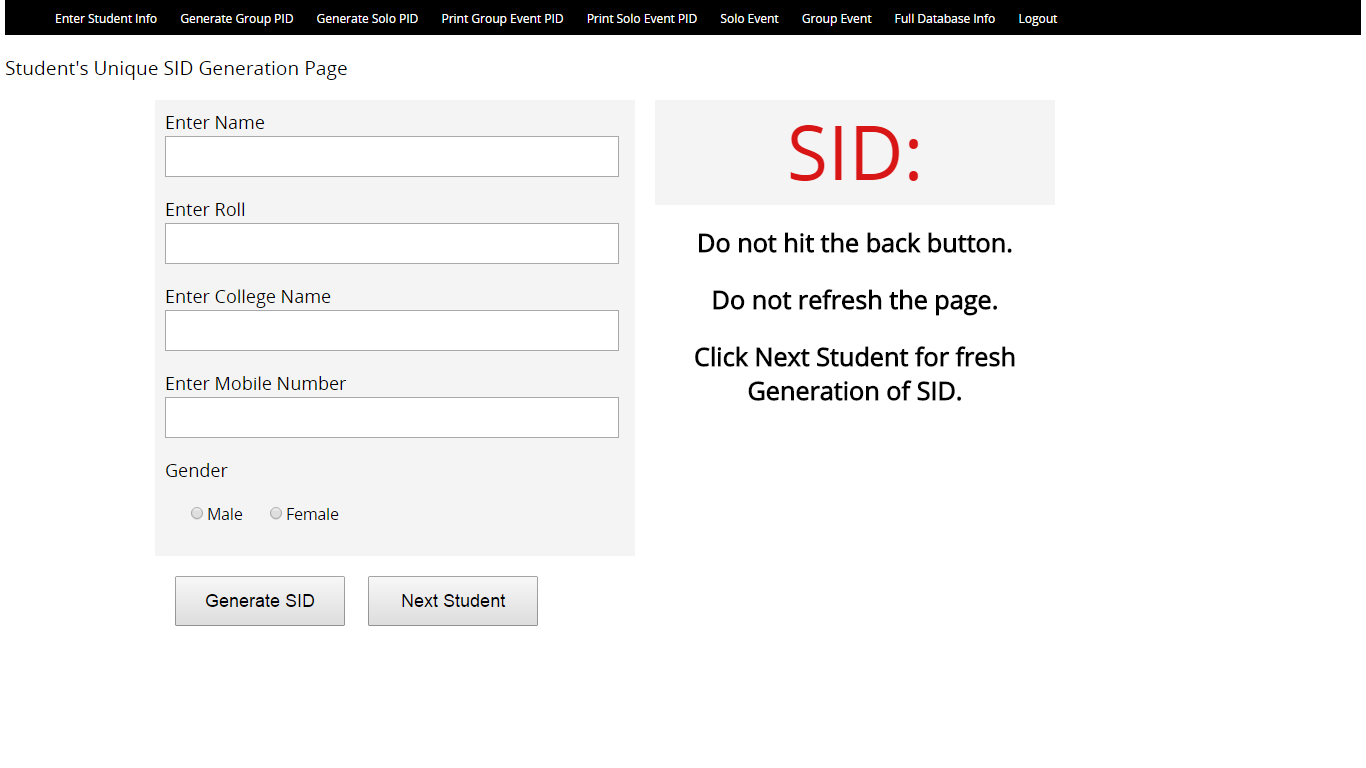 Enter Student Info Generate Group PID Generate Solo PID Print Group Event PID Print Solo Event PID Solo Event Group Event Full Database Info Logout
Student's Unique SID Generation Page
Enter Name
Enter Roll
Enter College Name
Enter Mobile Number
Gender
Male Female
Generate SID Next Student
SID:
Do not hit the back button.
Do not refresh the page.
Click Next Student for fresh
Generation of SID.